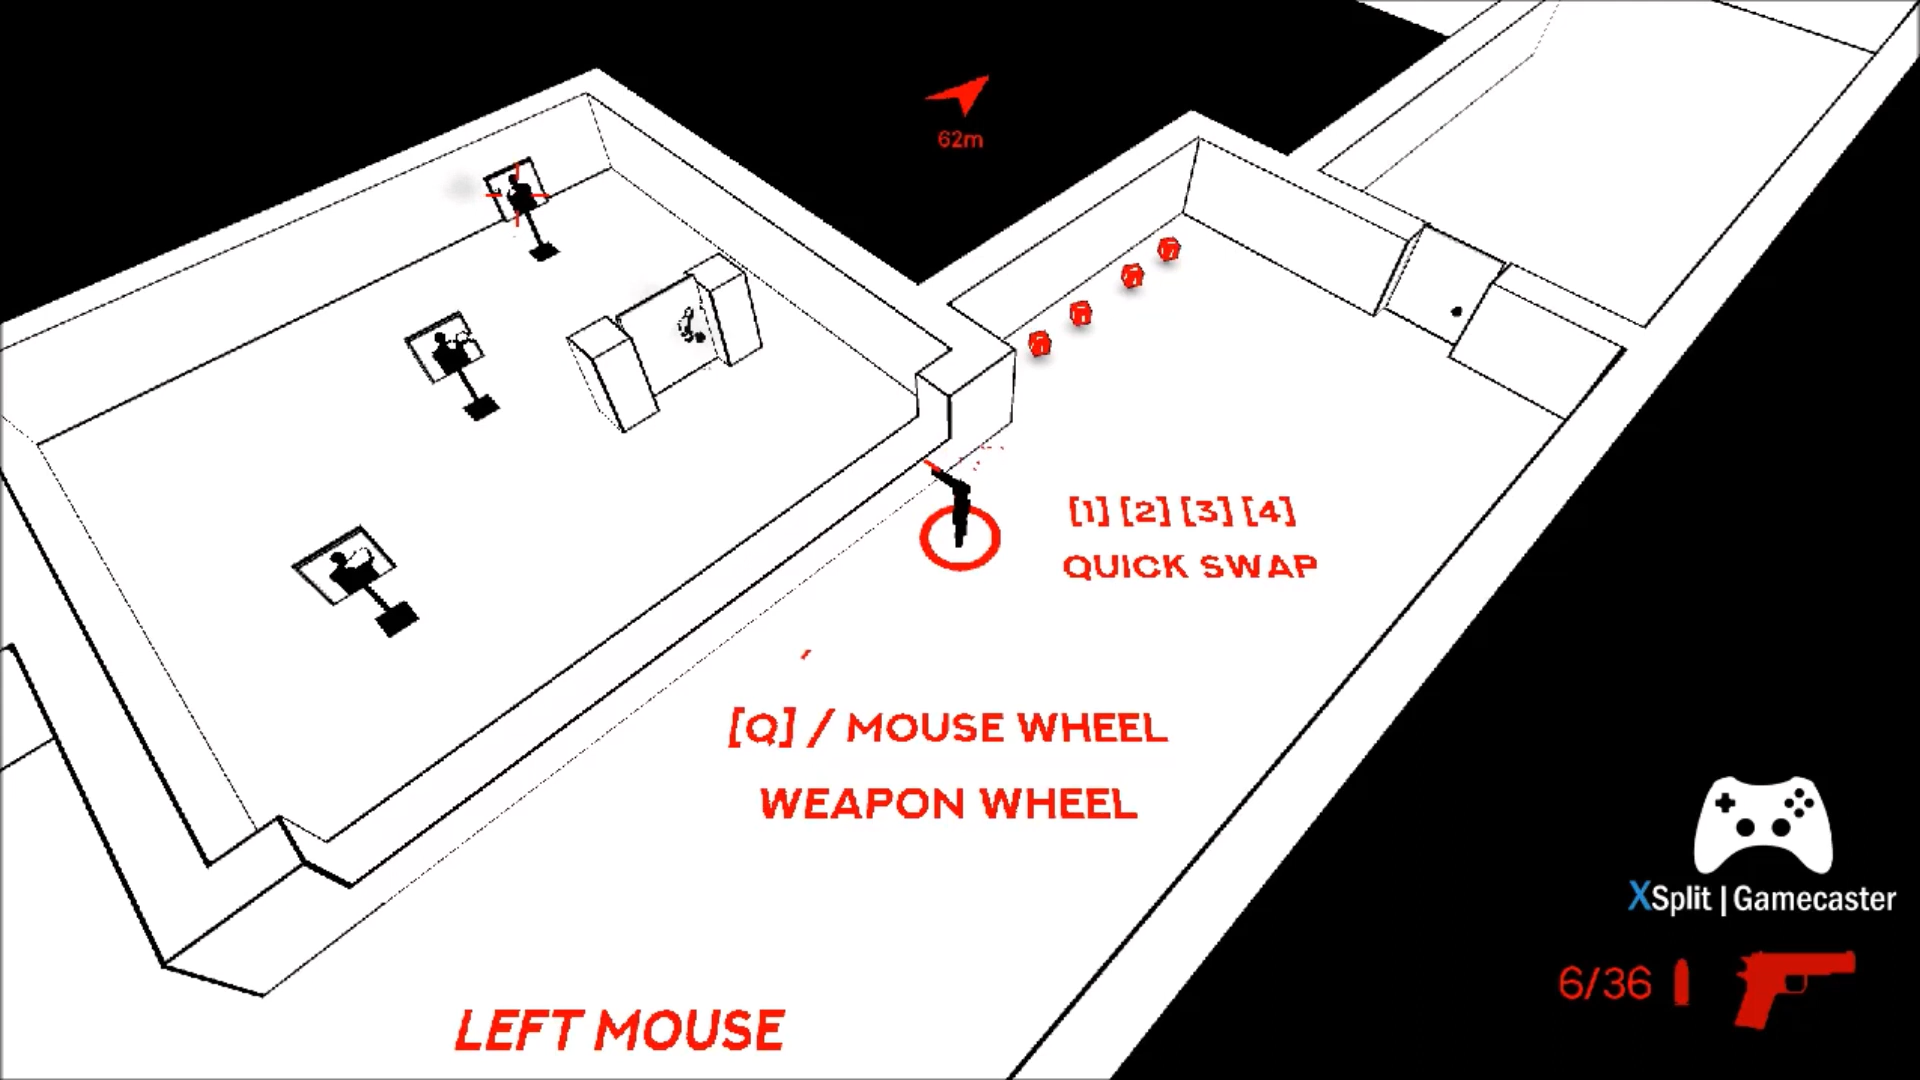 62m
[1] [2] [3] [4]
QUICK SWAP
[Q] / MOUSE WHEEL
WEAPON WHEEL
XSplit | Gamecaster
6/36
LEFT MOUSE